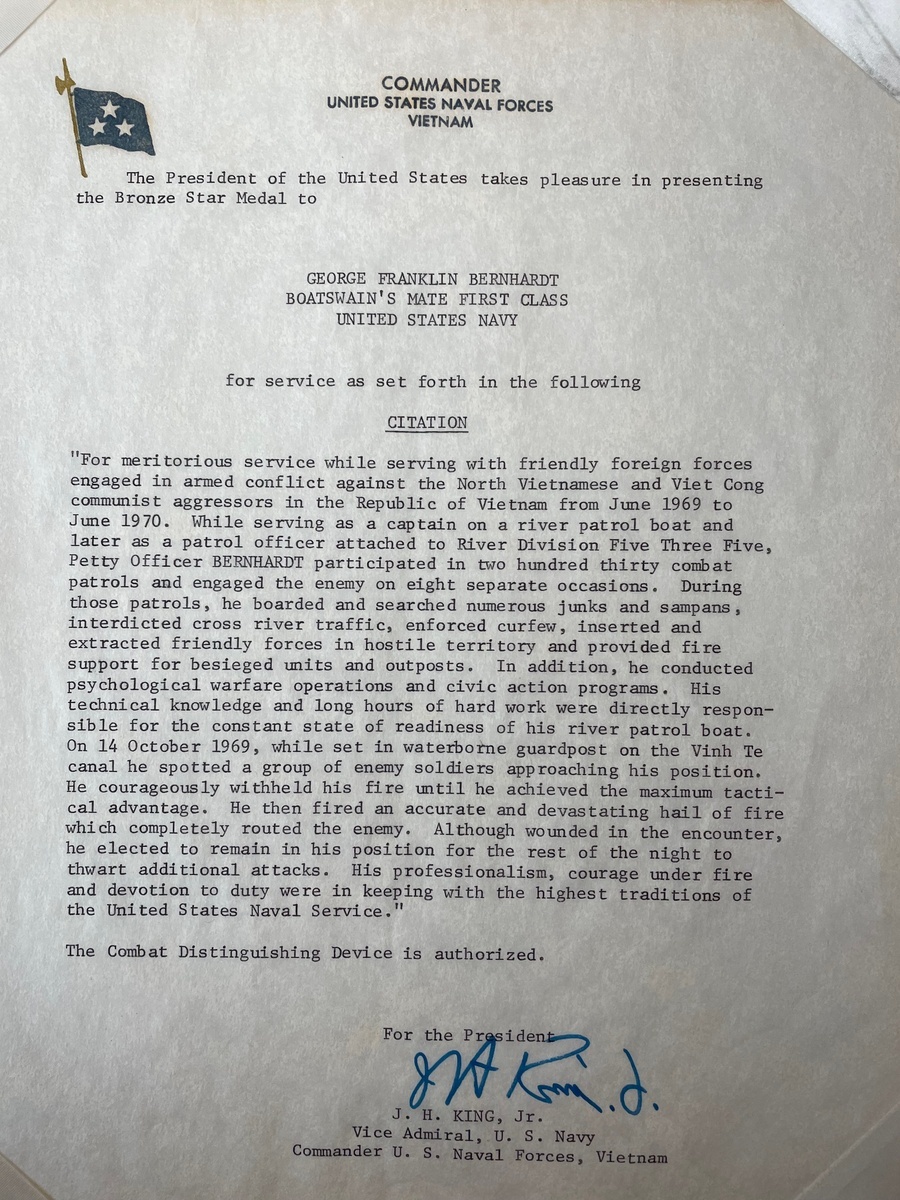 COMMANDER
UNITED STATES NAVAL FORCES
VIETNAM
The President of the United States takes pleasure in presenting
the Bronze Star Medal to
GEORGE FRANKLIN BERNHARDT
BOATSWAIN'S MATE FIRST CLASS
UNITED STATES NAVY
for service as set forth in the following
CITATION
"For meritorious service while serving with friendly foreign forces
engaged in armed conflict against the North Vietnamese and Viet Cong
communist aggressors in the Republic of Vietnam from June 1969 to
June 1970.  While serving as a captain on a river patrol boat and
later as a patrol officer attached to River Division Five Three Five,
Petty Officer BERNHARDT participated in two hundred thirty combat
patrols and engaged the enemy on eight separate occasions.  During
those patrols, he boarded and searched numerous junks and sampans,
interdicted cross river traffic, enforced curfew, inserted and
extracted friendly forces in hostile territory and provided fire
support for besieged units and outposts.  In addition, he conducted
psychological warfare operations and civic action programs.  His
technical knowledge and long hours of hard work were directly respon-
sible for the constant state of readiness of his river patrol boat.
On 14 October 1969, while set in waterborne guardpost on the Vinh Te
canal he spotted a group of enemy soldiers approaching his position.
He courageously withheld his fire until he achieved the maximum tacti-
cal advantage.  He then fired an accurate and devastating hail of fire
which completely routed the enemy.  Although wounded in the encounter,
he elected to remain in his position for the rest of the night to
thwart additional attacks.  His professionalism, courage under fire
and devotion to duty were in keeping with the highest traditions of
the United States Naval Service."
The Combat Distinguishing Device is authorized.
For the President
J H King, J.
J. H. KING, Jr.
Vice Admiral, U. S. Navy
Commander U. S. Naval Forces, Vietnam